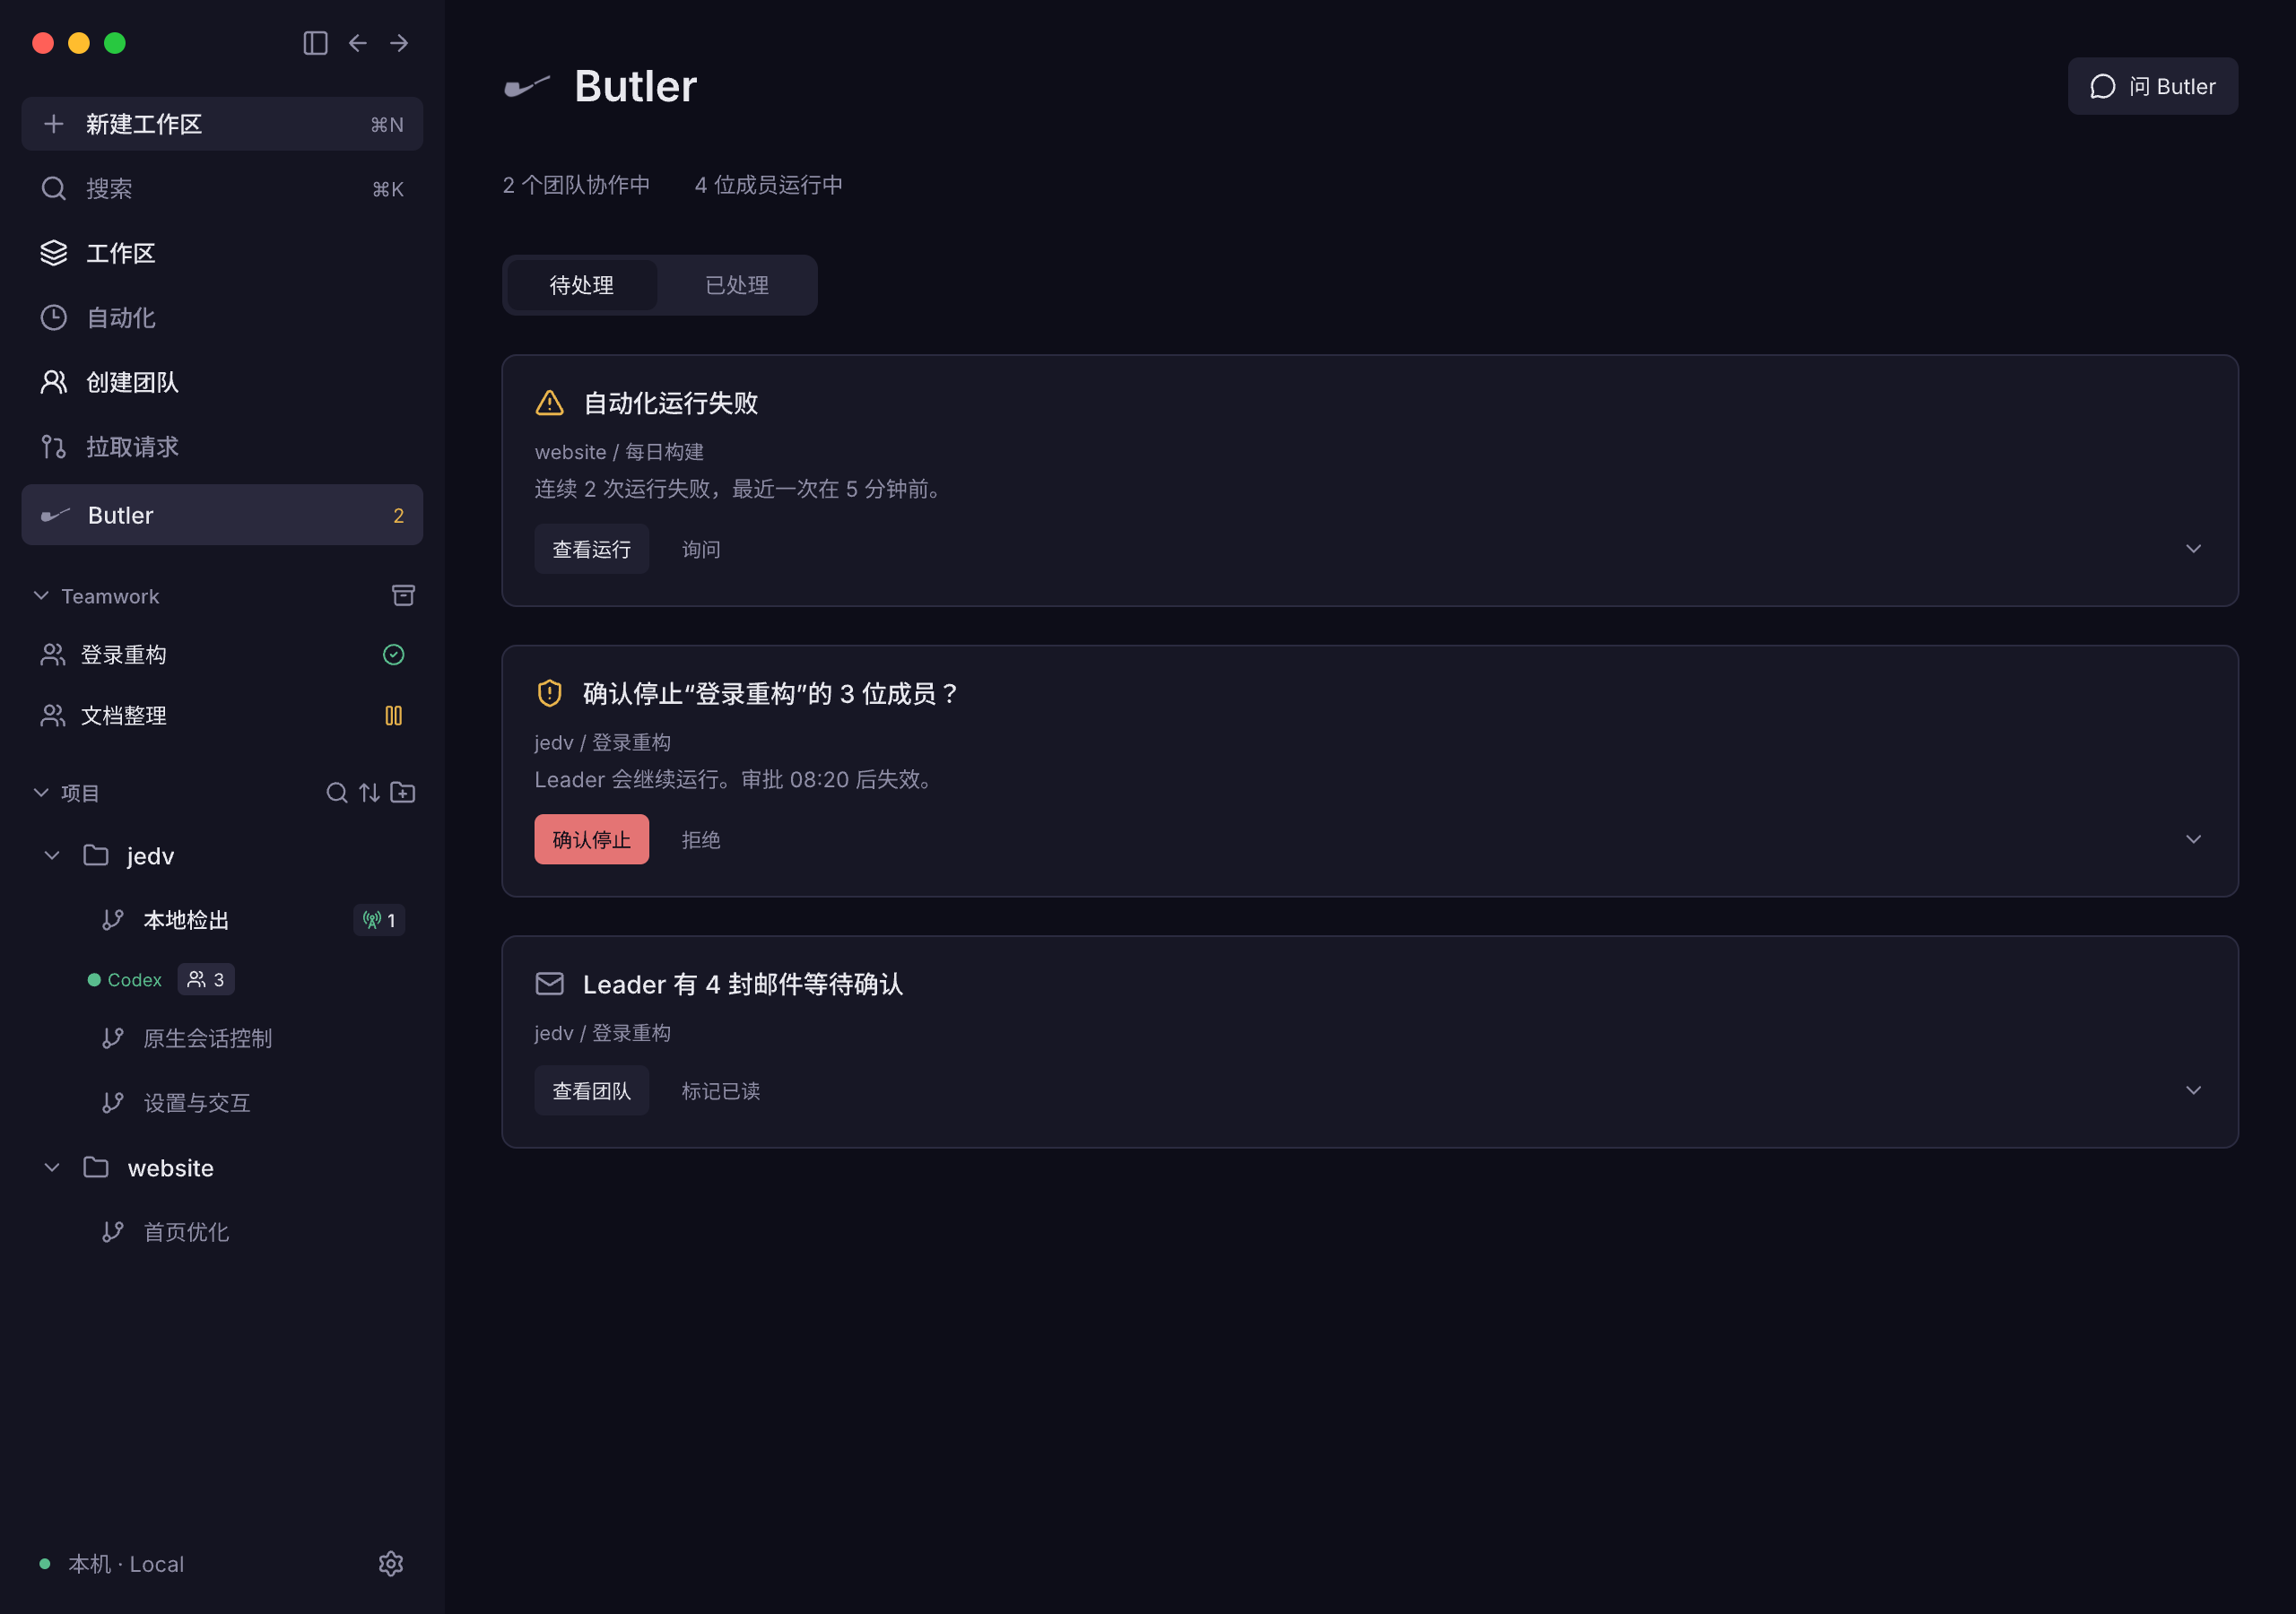 新建工作区 ⌘N
搜索 ⌘K
工作区
自动化
创建团队
拉取请求
Butler 2
Teamwork
登录重构
文档整理
项目
jedv
本地检出 1
Codex 3
原生会话控制
设置与交互
website
首页优化
本机 · Local
Butler
问 Butler
2 个团队协作中 4 位成员运行中
待处理 已处理
自动化运行失败
website / 每日构建
连续 2 次运行失败，最近一次在 5 分钟前。
查看运行 询问
确认停止“登录重构”的 3 位成员？
jedv / 登录重构
Leader 会继续运行。审批 08:20 后失效。
确认停止 拒绝
Leader 有 4 封邮件等待确认
jedv / 登录重构
查看团队 标记已读